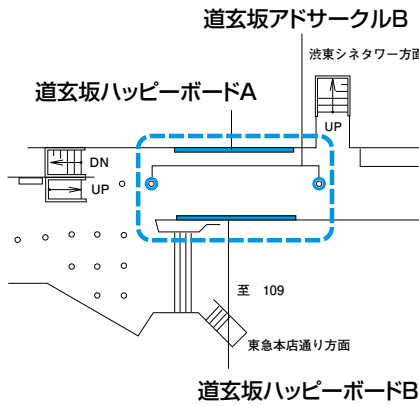 道玄坂アドサークルB
渋東シネタワー方面
道玄坂ハッピーボードA
UP
DN
UP
至 109
東急本店通り方面
道玄坂ハッピーボードB